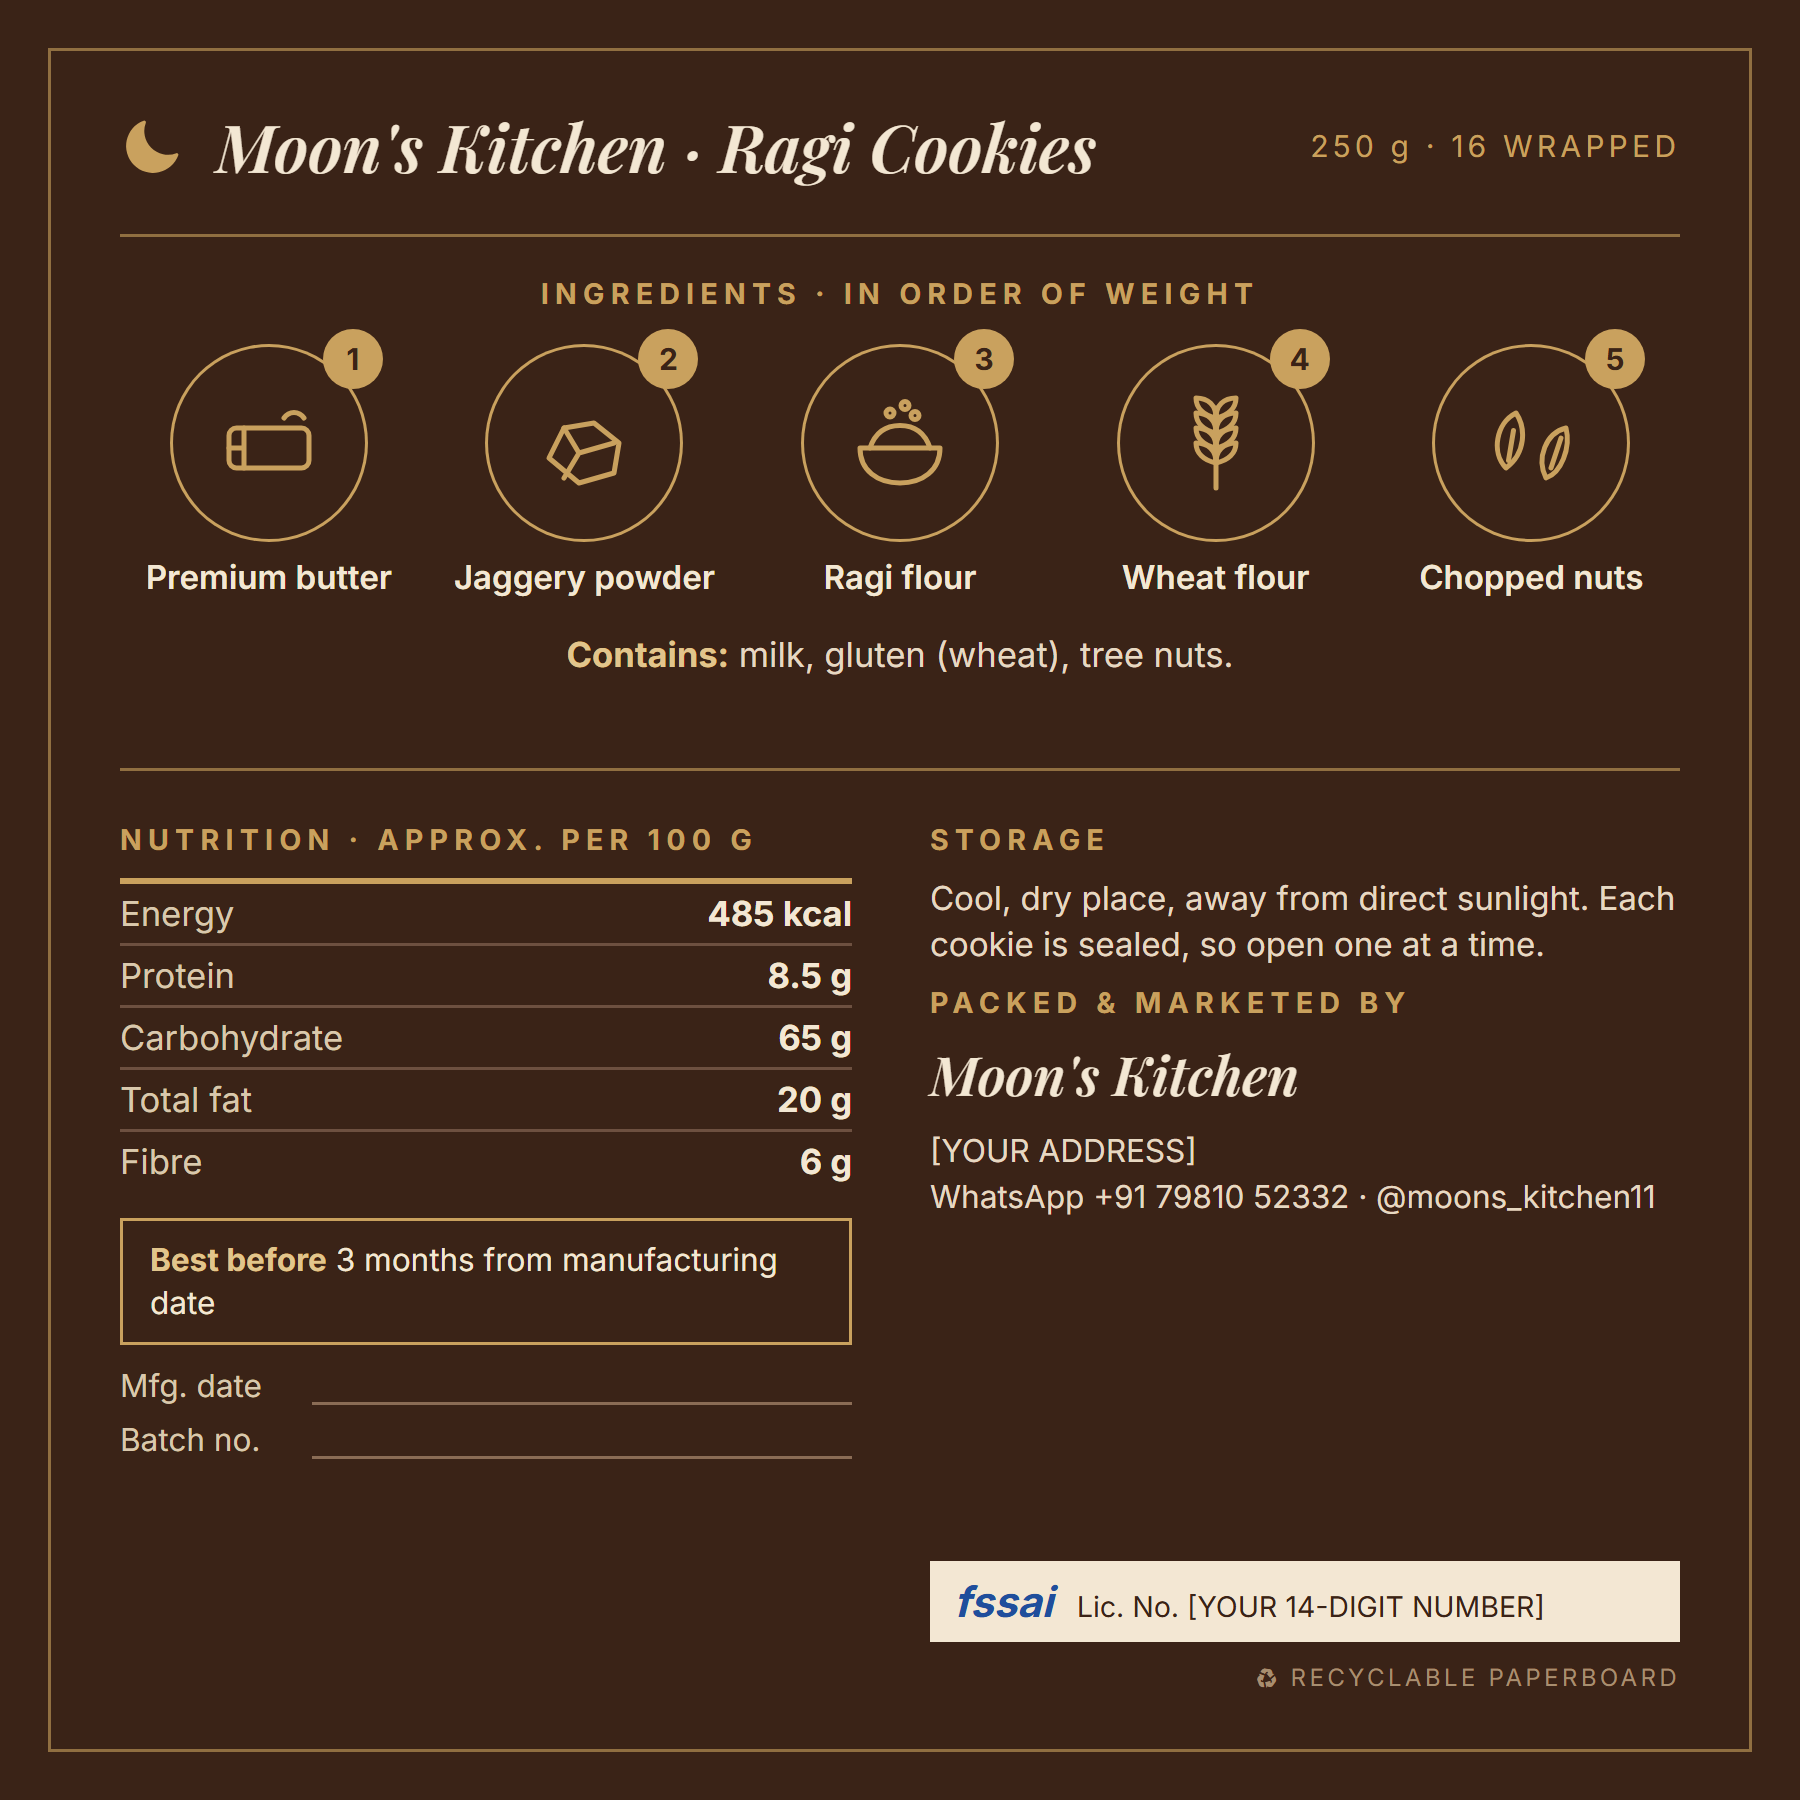 Moon's Kitchen · Ragi Cookies
250 g · 16 WRAPPED
INGREDIENTS · IN ORDER OF WEIGHT
1
2
3
4
5
Premium butter
Jaggery powder
Ragi flour
Wheat flour
Chopped nuts
Contains: milk, gluten (wheat), tree nuts.
NUTRITION · APPROX. PER 100 G
Energy 485 kcal
Protein 8.5 g
Carbohydrate 65 g
Total fat 20 g
Fibre 6 g
Best before 3 months from manufacturing
date
Mfg. date
Batch no.
STORAGE
Cool, dry place, away from direct sunlight. Each
cookie is sealed, so open one at a time.
PACKED & MARKETED BY
Moon's Kitchen
[YOUR ADDRESS]
WhatsApp +91 79810 52332 · @moons_kitchen11
fssai Lic. No. [YOUR 14-DIGIT NUMBER]
♻ RECYCLABLE PAPERBOARD